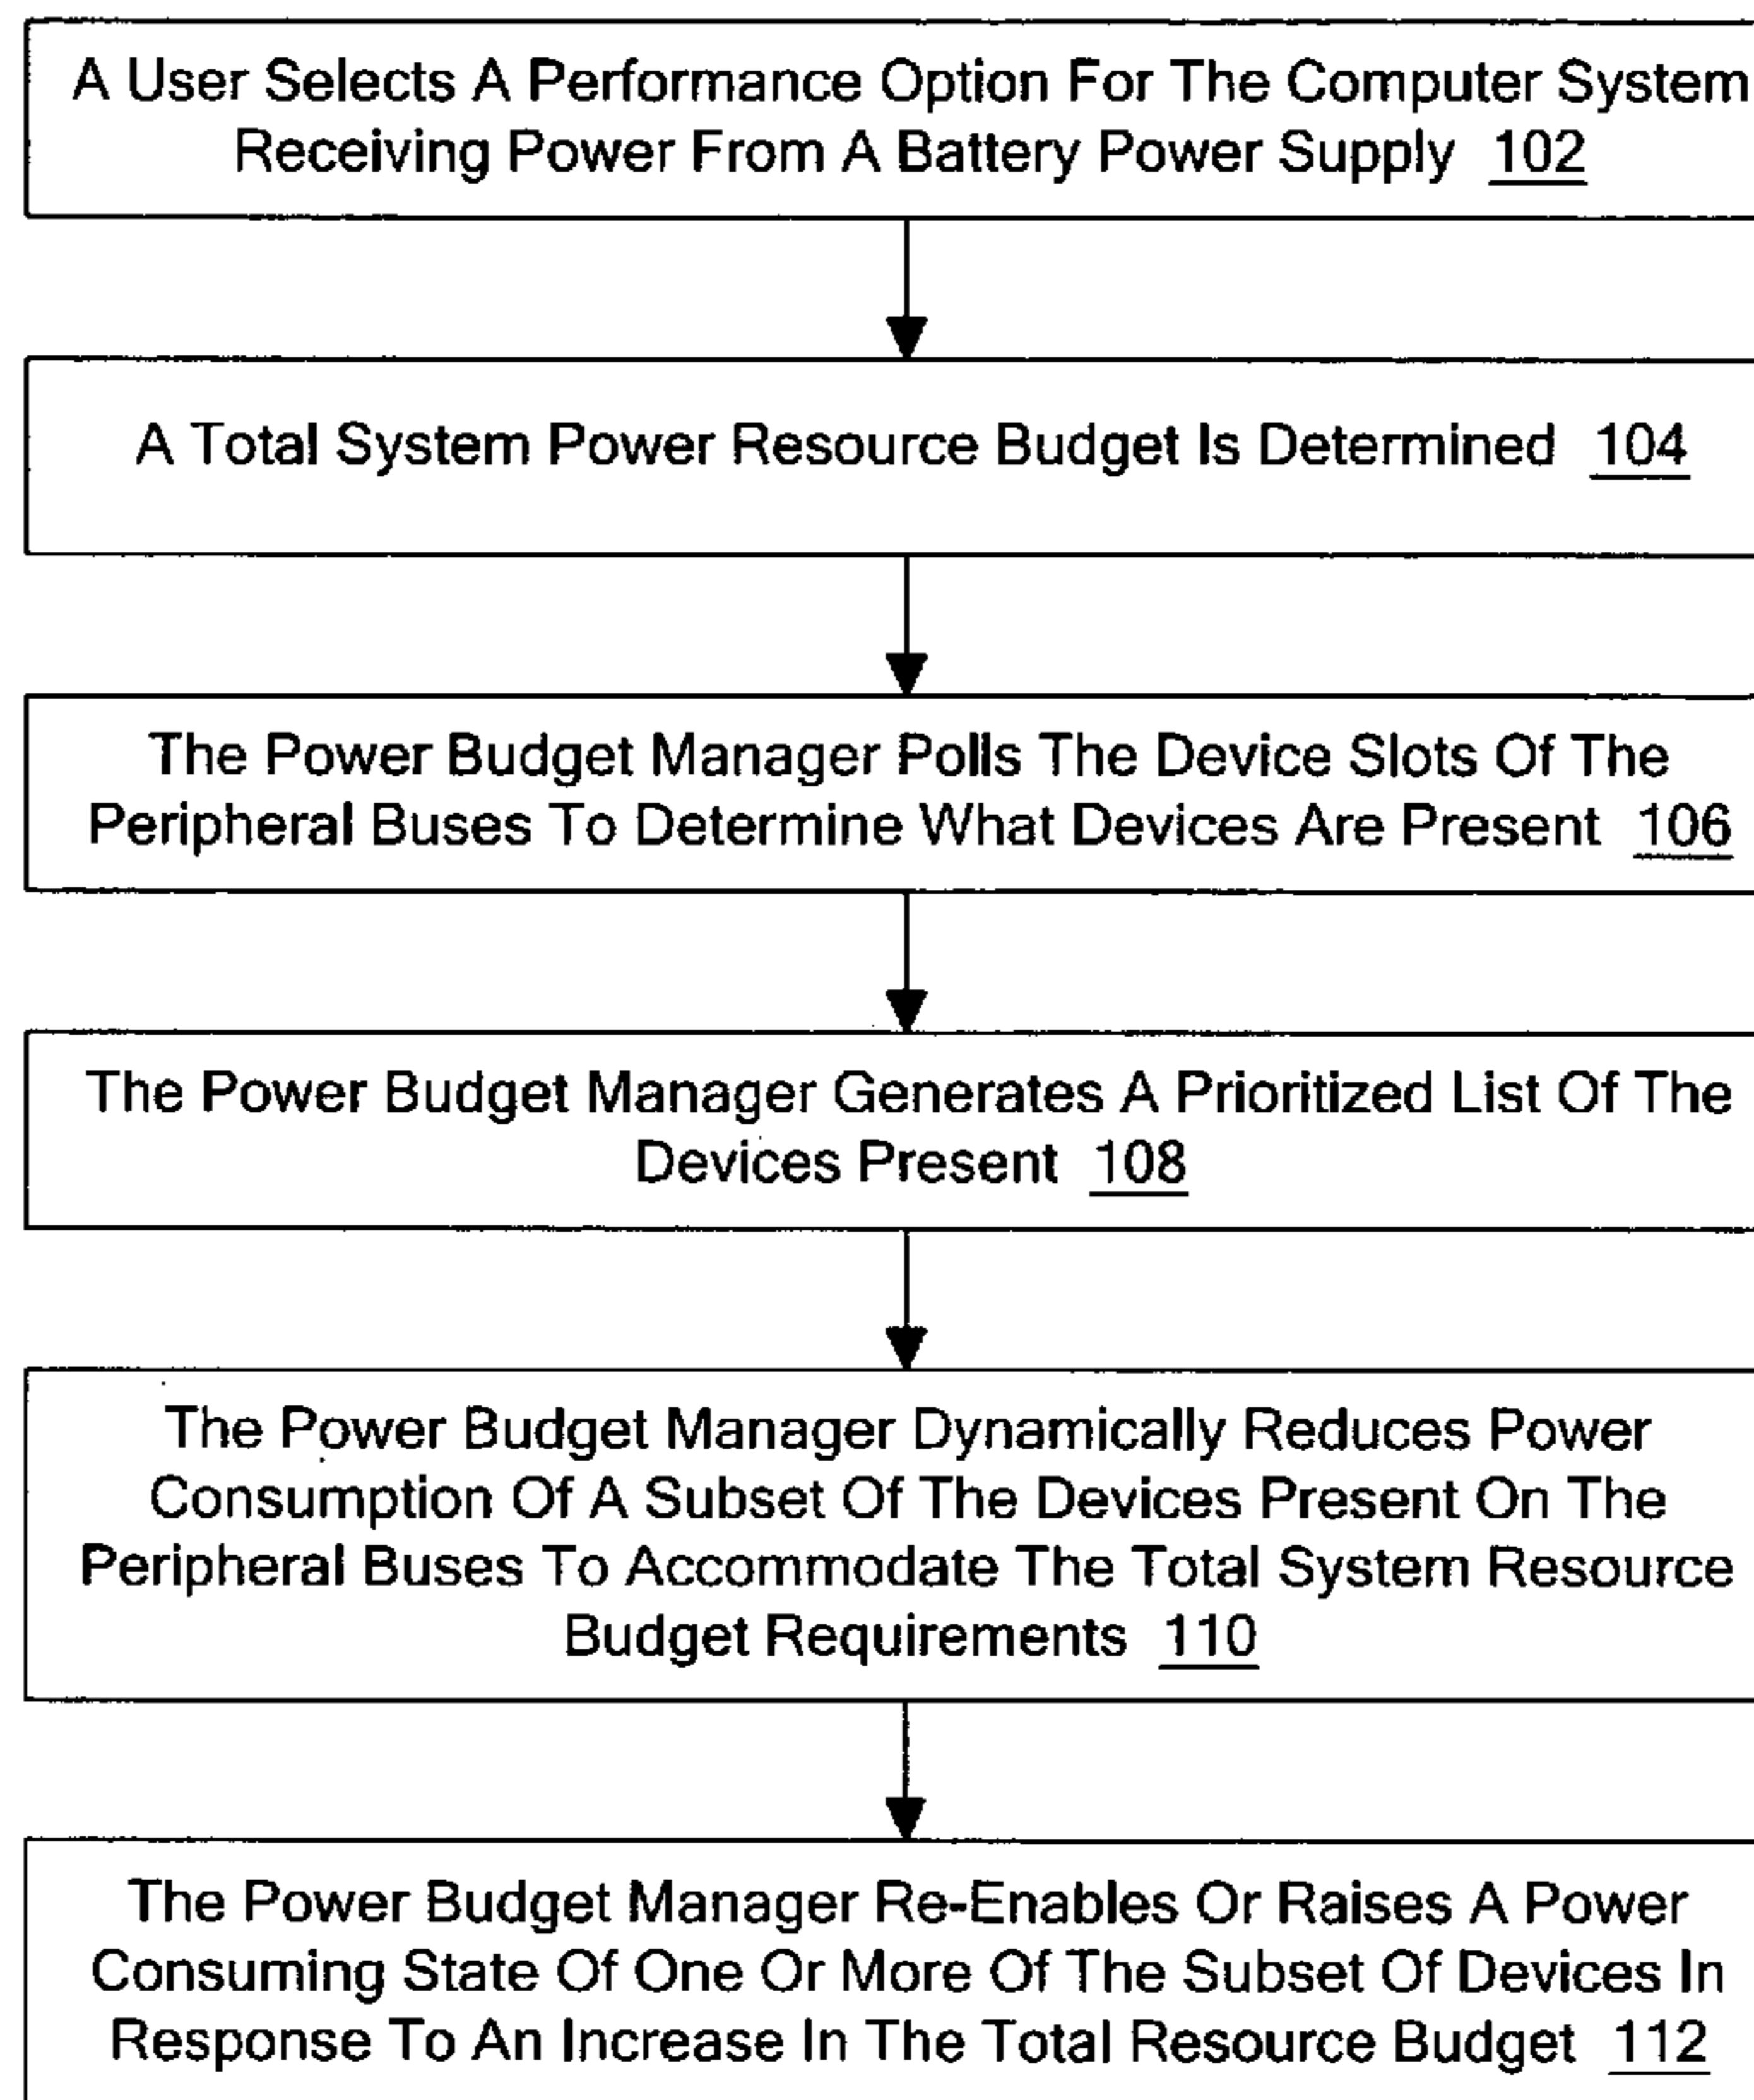 A User Selects A Performance Option For The Computer System
Receiving Power From A Battery Power Supply 102
A Total System Power Resource Budget Is Determined 104
The Power Budget Manager Polls The Device Slots Of The
Peripheral Buses To Determine What Devices Are Present 106
The Power Budget Manager Generates A Prioritized List Of The
Devices Present 108
The Power Budget Manager Dynamically Reduces Power
Consumption Of A Subset Of The Devices Present On The
Peripheral Buses To Accommodate The Total System Resource
Budget Requirements 110
The Power Budget Manager Re-Enables Or Raises A Power
Consuming State Of One Or More Of The Subset Of Devices In
Response To An Increase In The Total Resource Budget 112